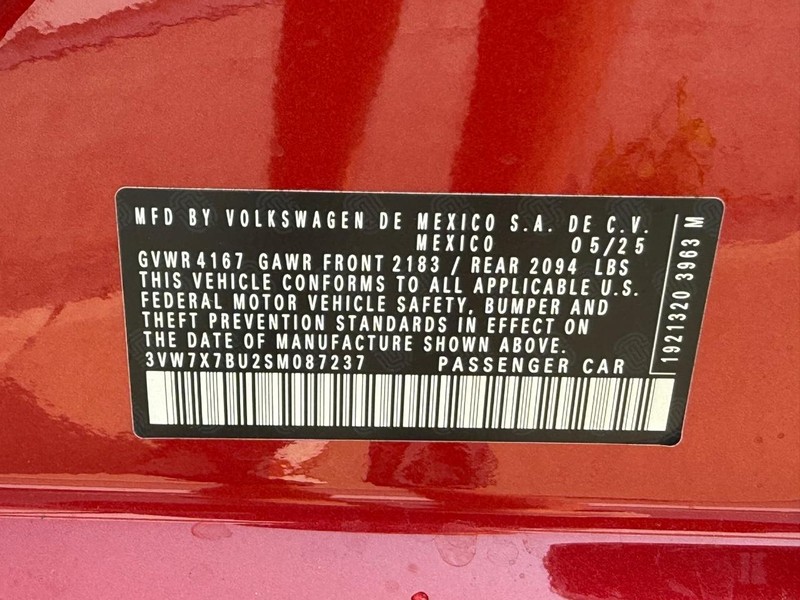 MFD BY VOLKSWAGEN DE MEXICO S.A. DE C.V.
MEXICO 05/25
GVWR 4167 GAWR FRONT 2183 / REAR 2094 LBS
THIS VEHICLE CONFORMS TO ALL APPLICABLE U.S.
FEDERAL MOTOR VEHICLE SAFETY, BUMPER AND
THEFT PREVENTION STANDARDS IN EFFECT ON
THE DATE OF MANUFACTURE SHOWN ABOVE.
3VW7X7BU2SM087237 PASSENGER CAR
1921320 3963 M